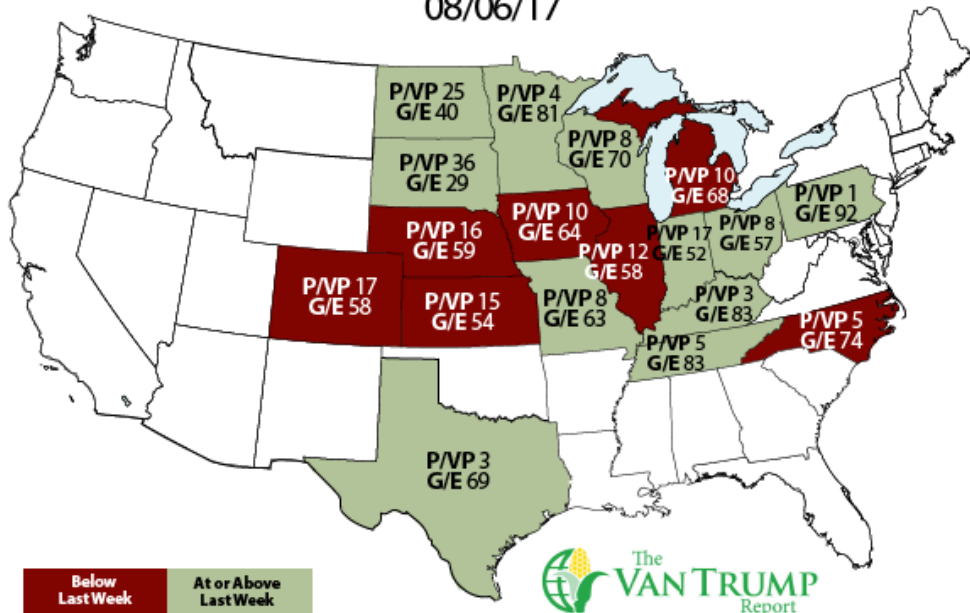 08/06/17
P/VP 25
G/E 40
P/VP 4
G/E 81
P/VP 8
G/E 70
P/VP 36
G/E 29
P/VP 10
G/E 68
P/VP 1
G/E 92
P/VP 16
G/E 59
P/VP 10
G/E 64
P/VP 12
G/E 58
P/VP 17
G/E 52
P/VP 8
G/E 57
P/VP 17
G/E 58
P/VP 15
G/E 54
P/VP 8
G/E 63
P/VP 3
G/E 83
P/VP 5
G/E 83
P/VP 5
G/E 74
P/VP 3
G/E 69
Below
Last Week
At or Above
Last Week
The
VAN TRUMP
Report